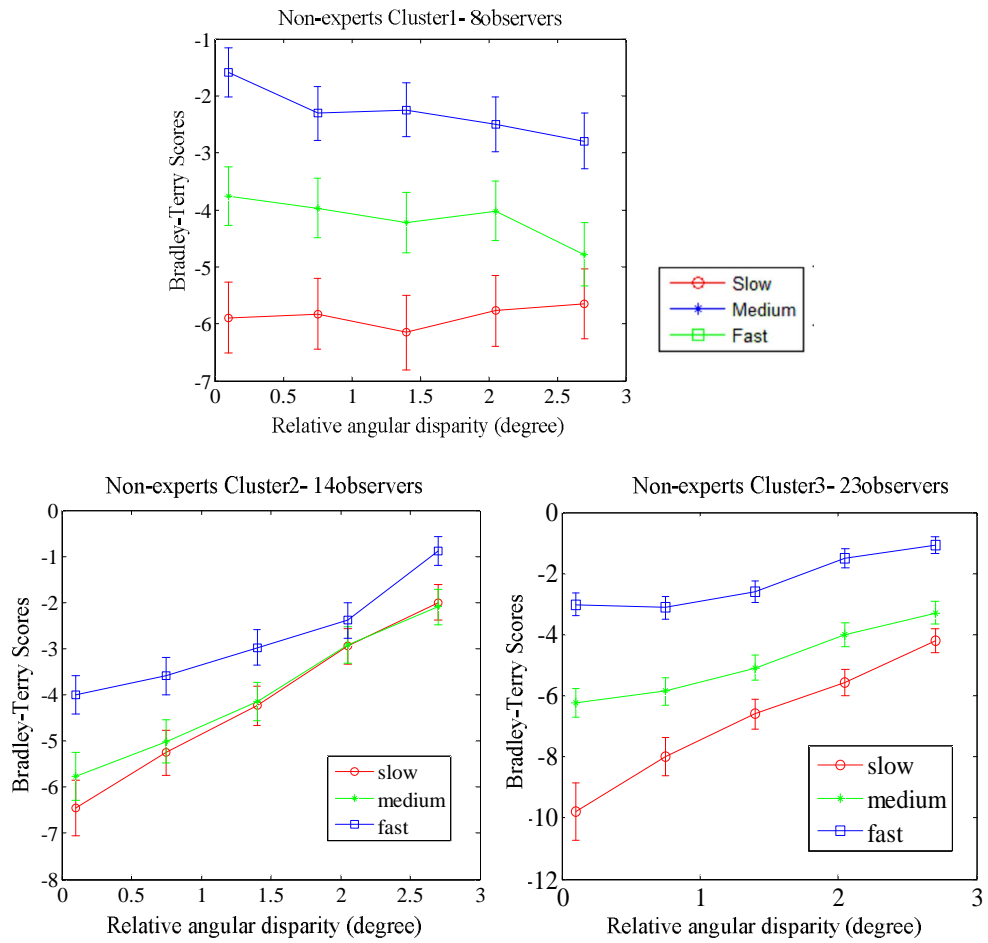 Non-experts Cluster1- 8observers
Bradley-Terry Scores
-1
-2
-3
-4
-5
-6
-7
0 0.5 1 1.5 2 2.5 3
Relative angular disparity (degree)
Slow
Medium
Fast
Non-experts Cluster2- 14observers
Bradley-Terry Scores
0
-1
-2
-3
-4
-5
-6
-7
-8
0 0.5 1 1.5 2 2.5 3
Relative angular disparity (degree)
slow
medium
fast
Non-experts Cluster3- 23observers
Bradley-Terry Scores
0
-2
-4
-6
-8
-10
-12
0 1 2 3
Relative angular disparity (degree)
slow
medium
fast